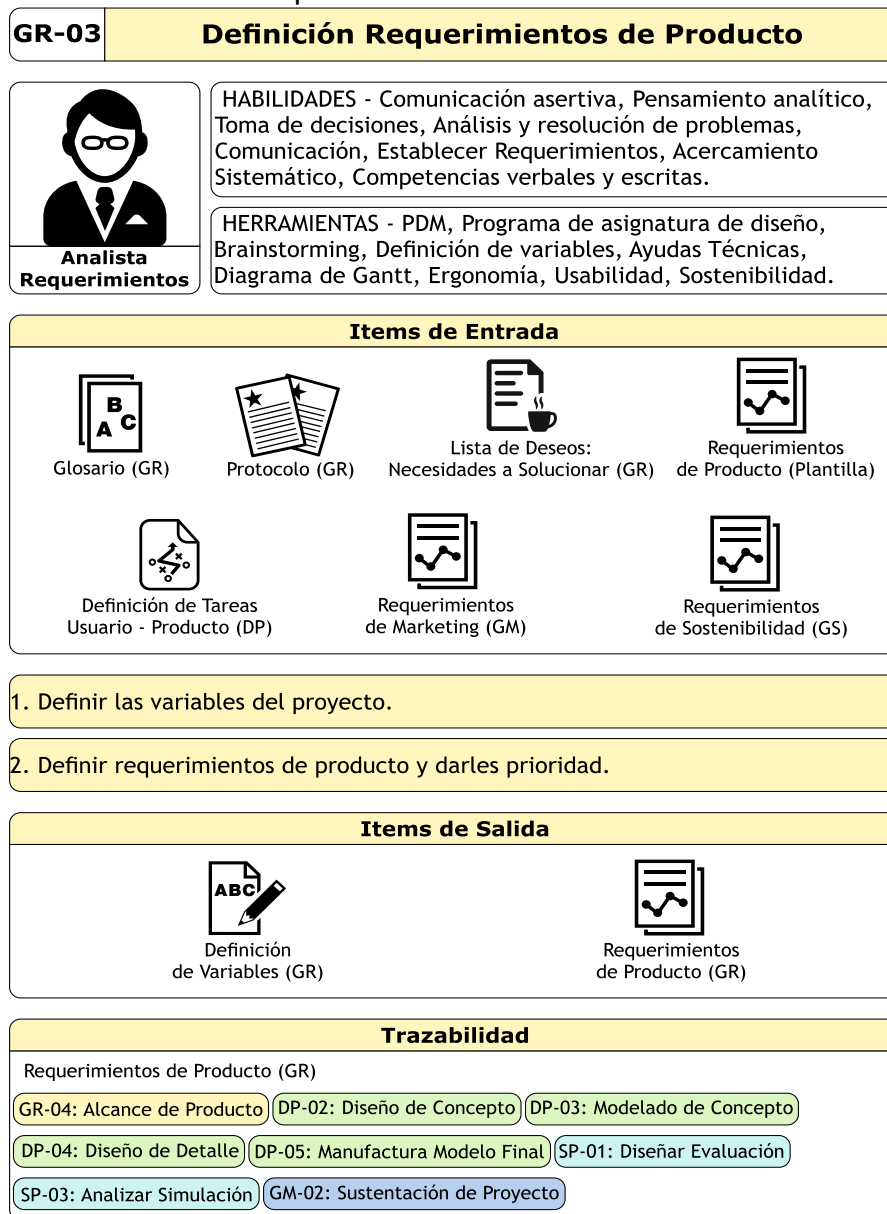 GR-03
Definición Requerimientos de Producto
HABILIDADES - Comunicación asertiva, Pensamiento analítico,
Toma de decisiones, Análisis y resolución de problemas,
Comunicación, Establecer Requerimientos, Acercamiento
Sistemático, Competencias verbales y escritas.
HERRAMIENTAS - PDM, Programa de asignatura de diseño,
Brainstorming, Definición de variables, Ayudas Técnicas,
Diagrama de Gantt, Ergonomía, Usabilidad, Sostenibilidad.
Analista
Requerimientos
Items de Entrada
B
A C
Glosario (GR)
Protocolo (GR)
Lista de Deseos:
Necesidades a Solucionar (GR)
Requerimientos
de Producto (Plantilla)
Definición de Tareas
Usuario - Producto (DP)
Requerimientos
de Marketing (GM)
Requerimientos
de Sostenibilidad (GS)
1. Definir las variables del proyecto.
2. Definir requerimientos de producto y darles prioridad.
Items de Salida
ABC
Definición
de Variables (GR)
Requerimientos
de Producto (GR)
Trazabilidad
Requerimientos de Producto (GR)
GR-04: Alcance de Producto
DP-02: Diseño de Concepto
DP-03: Modelado de Concepto
DP-04: Diseño de Detalle
DP-05: Manufactura Modelo Final
SP-01: Diseñar Evaluación
SP-03: Analizar Simulación
GM-02: Sustentación de Proyecto